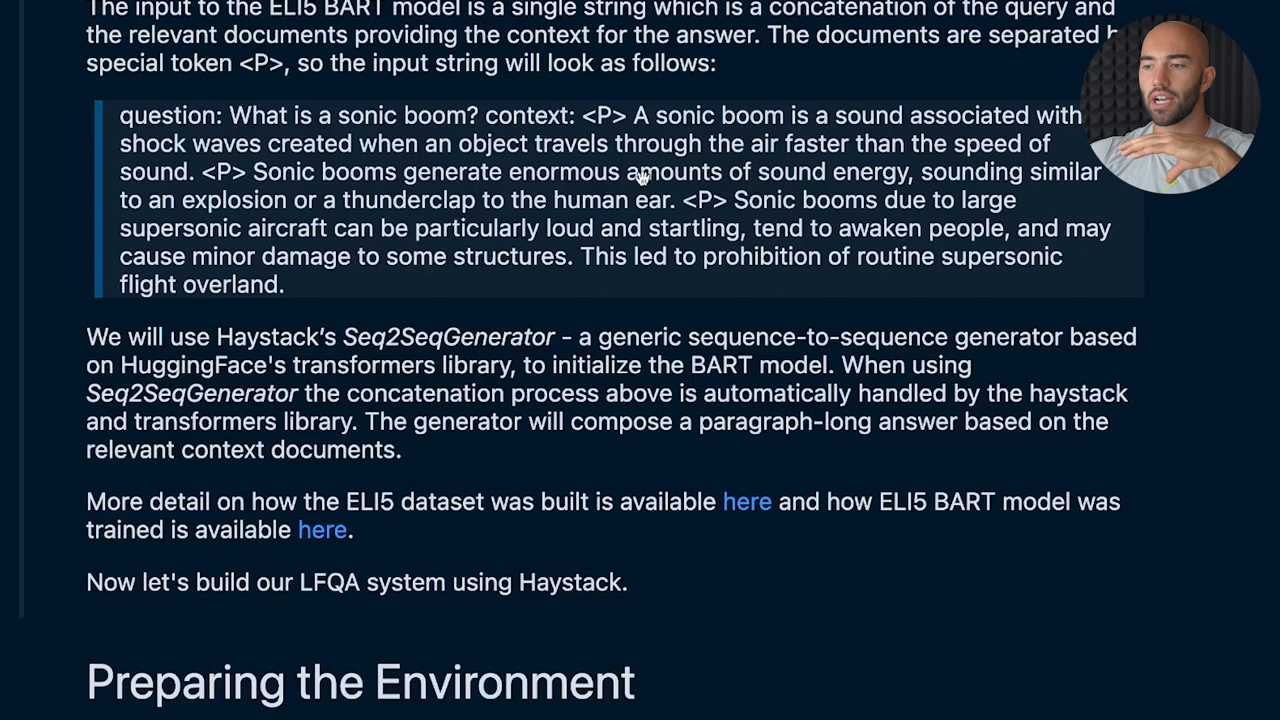 The input to the ELI5 BART model is a single string which is a concatenation of the query and
the relevant documents providing the context for the answer. The documents are separated
special token <P>, so the input string will look as follows:
question: What is a sonic boom? context: <P> A sonic boom is a sound associated with
shock waves created when an object travels through the air faster than the speed of
sound. <P> Sonic booms generate enormous amounts of sound energy, sounding similar
to an explosion or a thunderclap to the human ear. <P> Sonic booms due to large
supersonic aircraft can be particularly loud and startling, tend to awaken people, and may
cause minor damage to some structures. This led to prohibition of routine supersonic
flight overland.
We will use Haystack’s Seq2SeqGenerator - a generic sequence-to-sequence generator based
on HuggingFace's transformers library, to initialize the BART model. When using
Seq2SeqGenerator the concatenation process above is automatically handled by the haystack
and transformers library. The generator will compose a paragraph-long answer based on the
relevant context documents.
More detail on how the ELI5 dataset was built is available here and how ELI5 BART model was
trained is available here.
Now let's build our LFQA system using Haystack.
Preparing the Environment